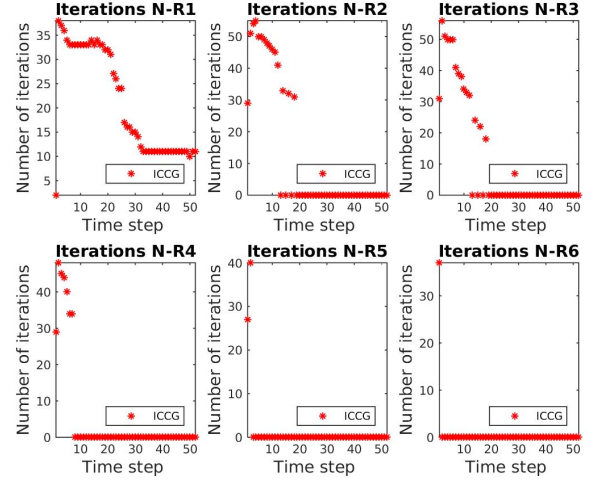 Iterations N-R1
Number of iterations
35
30
25
20
15
10
5
10 20 30 40 50
Time step
ICCG
Iterations N-R2
Number of iterations
50
40
30
20
10
0
10 20 30 40 50
Time step
ICCG
Iterations N-R3
Number of iterations
50
40
30
20
10
0
10 20 30 40 50
Time step
ICCG
Iterations N-R4
Number of iterations
40
30
20
10
0
10 20 30 40 50
Time step
ICCG
Iterations N-R5
Number of iterations
40
30
20
10
0
10 20 30 40 50
Time step
ICCG
Iterations N-R6
Number of iterations
30
20
10
0
10 20 30 40 50
Time step
ICCG